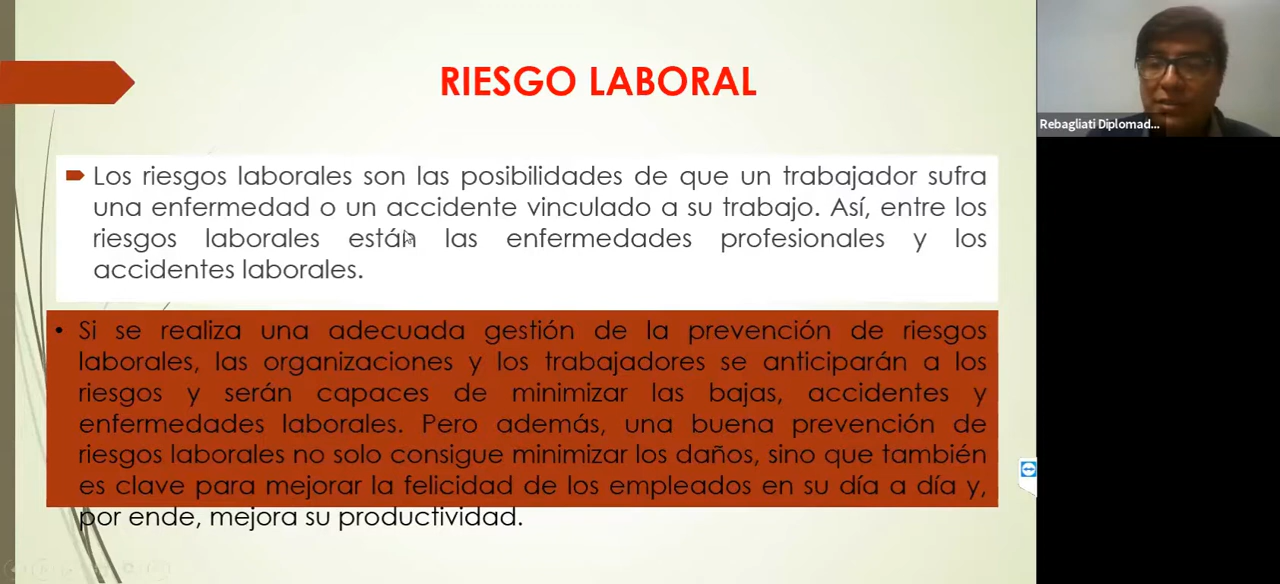 RIESGO LABORAL
Los riesgos laborales son las posibilidades de que un trabajador sufra
una enfermedad o un accidente vinculado a su trabajo. Así, entre los
riesgos laborales están las enfermedades profesionales y los
accidentes laborales.
• Si se realiza una adecuada gestión de la prevención de riesgos
laborales, las organizaciones y los trabajadores se anticiparán a los
riesgos y serán capaces de minimizar las bajas, accidentes y
enfermedades laborales. Pero además, una buena prevención de
riesgos laborales no solo consigue minimizar los daños, sino que también
es clave para mejorar la felicidad de los empleados en su día a día y,
por ende, mejora su productividad.
Rebagliati Diplomad...